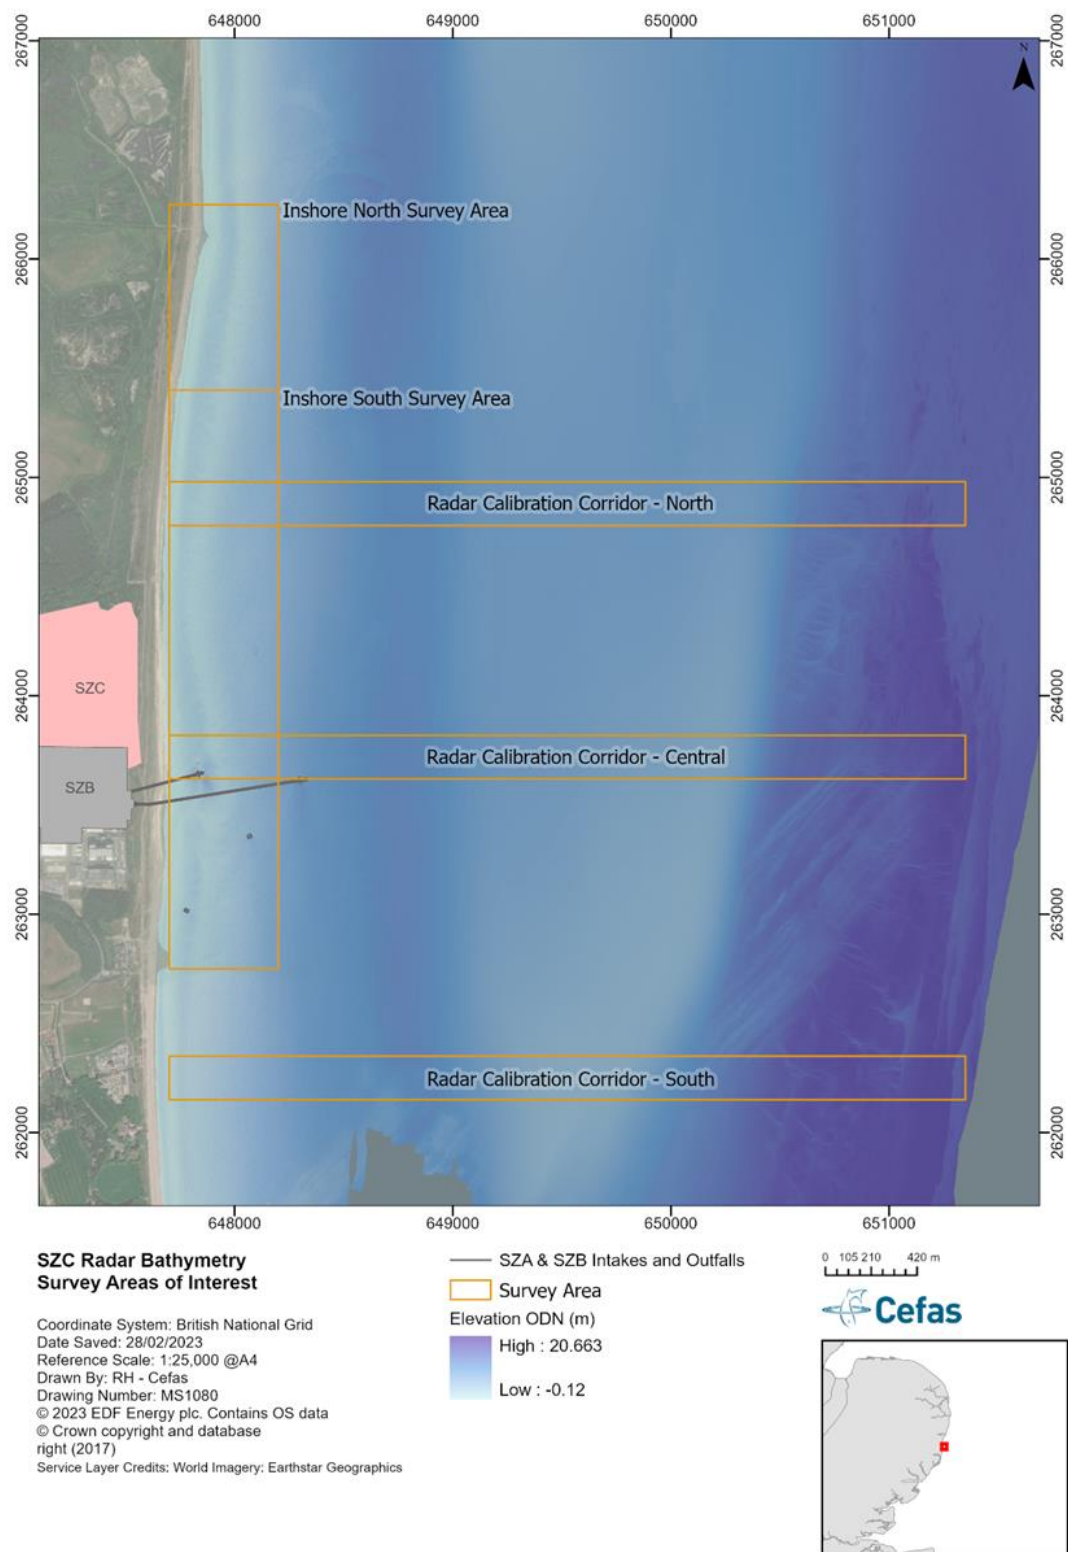 648000 649000 650000 651000
267000 267000
N
Inshore North Survey Area
266000 266000
Inshore South Survey Area
265000 265000
Radar Calibration Corridor - North
SZC
264000 264000
Radar Calibration Corridor - Central
SZB
263000 263000
Radar Calibration Corridor - South
262000 262000
648000 649000 650000 651000
SZC Radar Bathymetry
Survey Areas of Interest
Coordinate System: British National Grid
Date Saved: 28/02/2023
Reference Scale: 1:25,000 @A4
Drawn By: RH - Cefas
Drawing Number: MS1080
© 2023 EDF Energy plc. Contains OS data
© Crown copyright and database
right (2017)
Service Layer Credits: World Imagery: Earthstar Geographics
SZA & SZB Intakes and Outfalls
Survey Area
Elevation ODN (m)
High : 20.663
Low : -0.12
0 105 210 420 m
Cefas